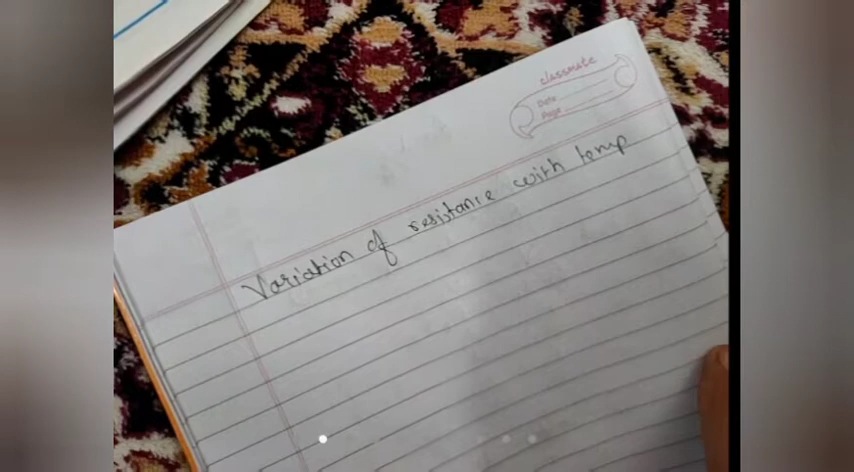 classmate
Date
Page
Variation of resistance with temp